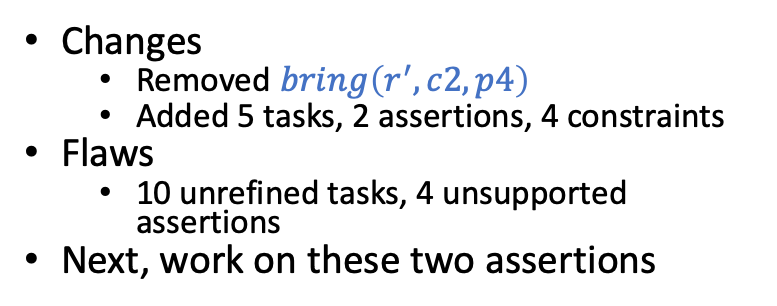 • Changes
• Removed bring(r′, c2, p4)
• Added 5 tasks, 2 assertions, 4 constraints
• Flaws
• 10 unrefined tasks, 4 unsupported
assertions
• Next, work on these two assertions